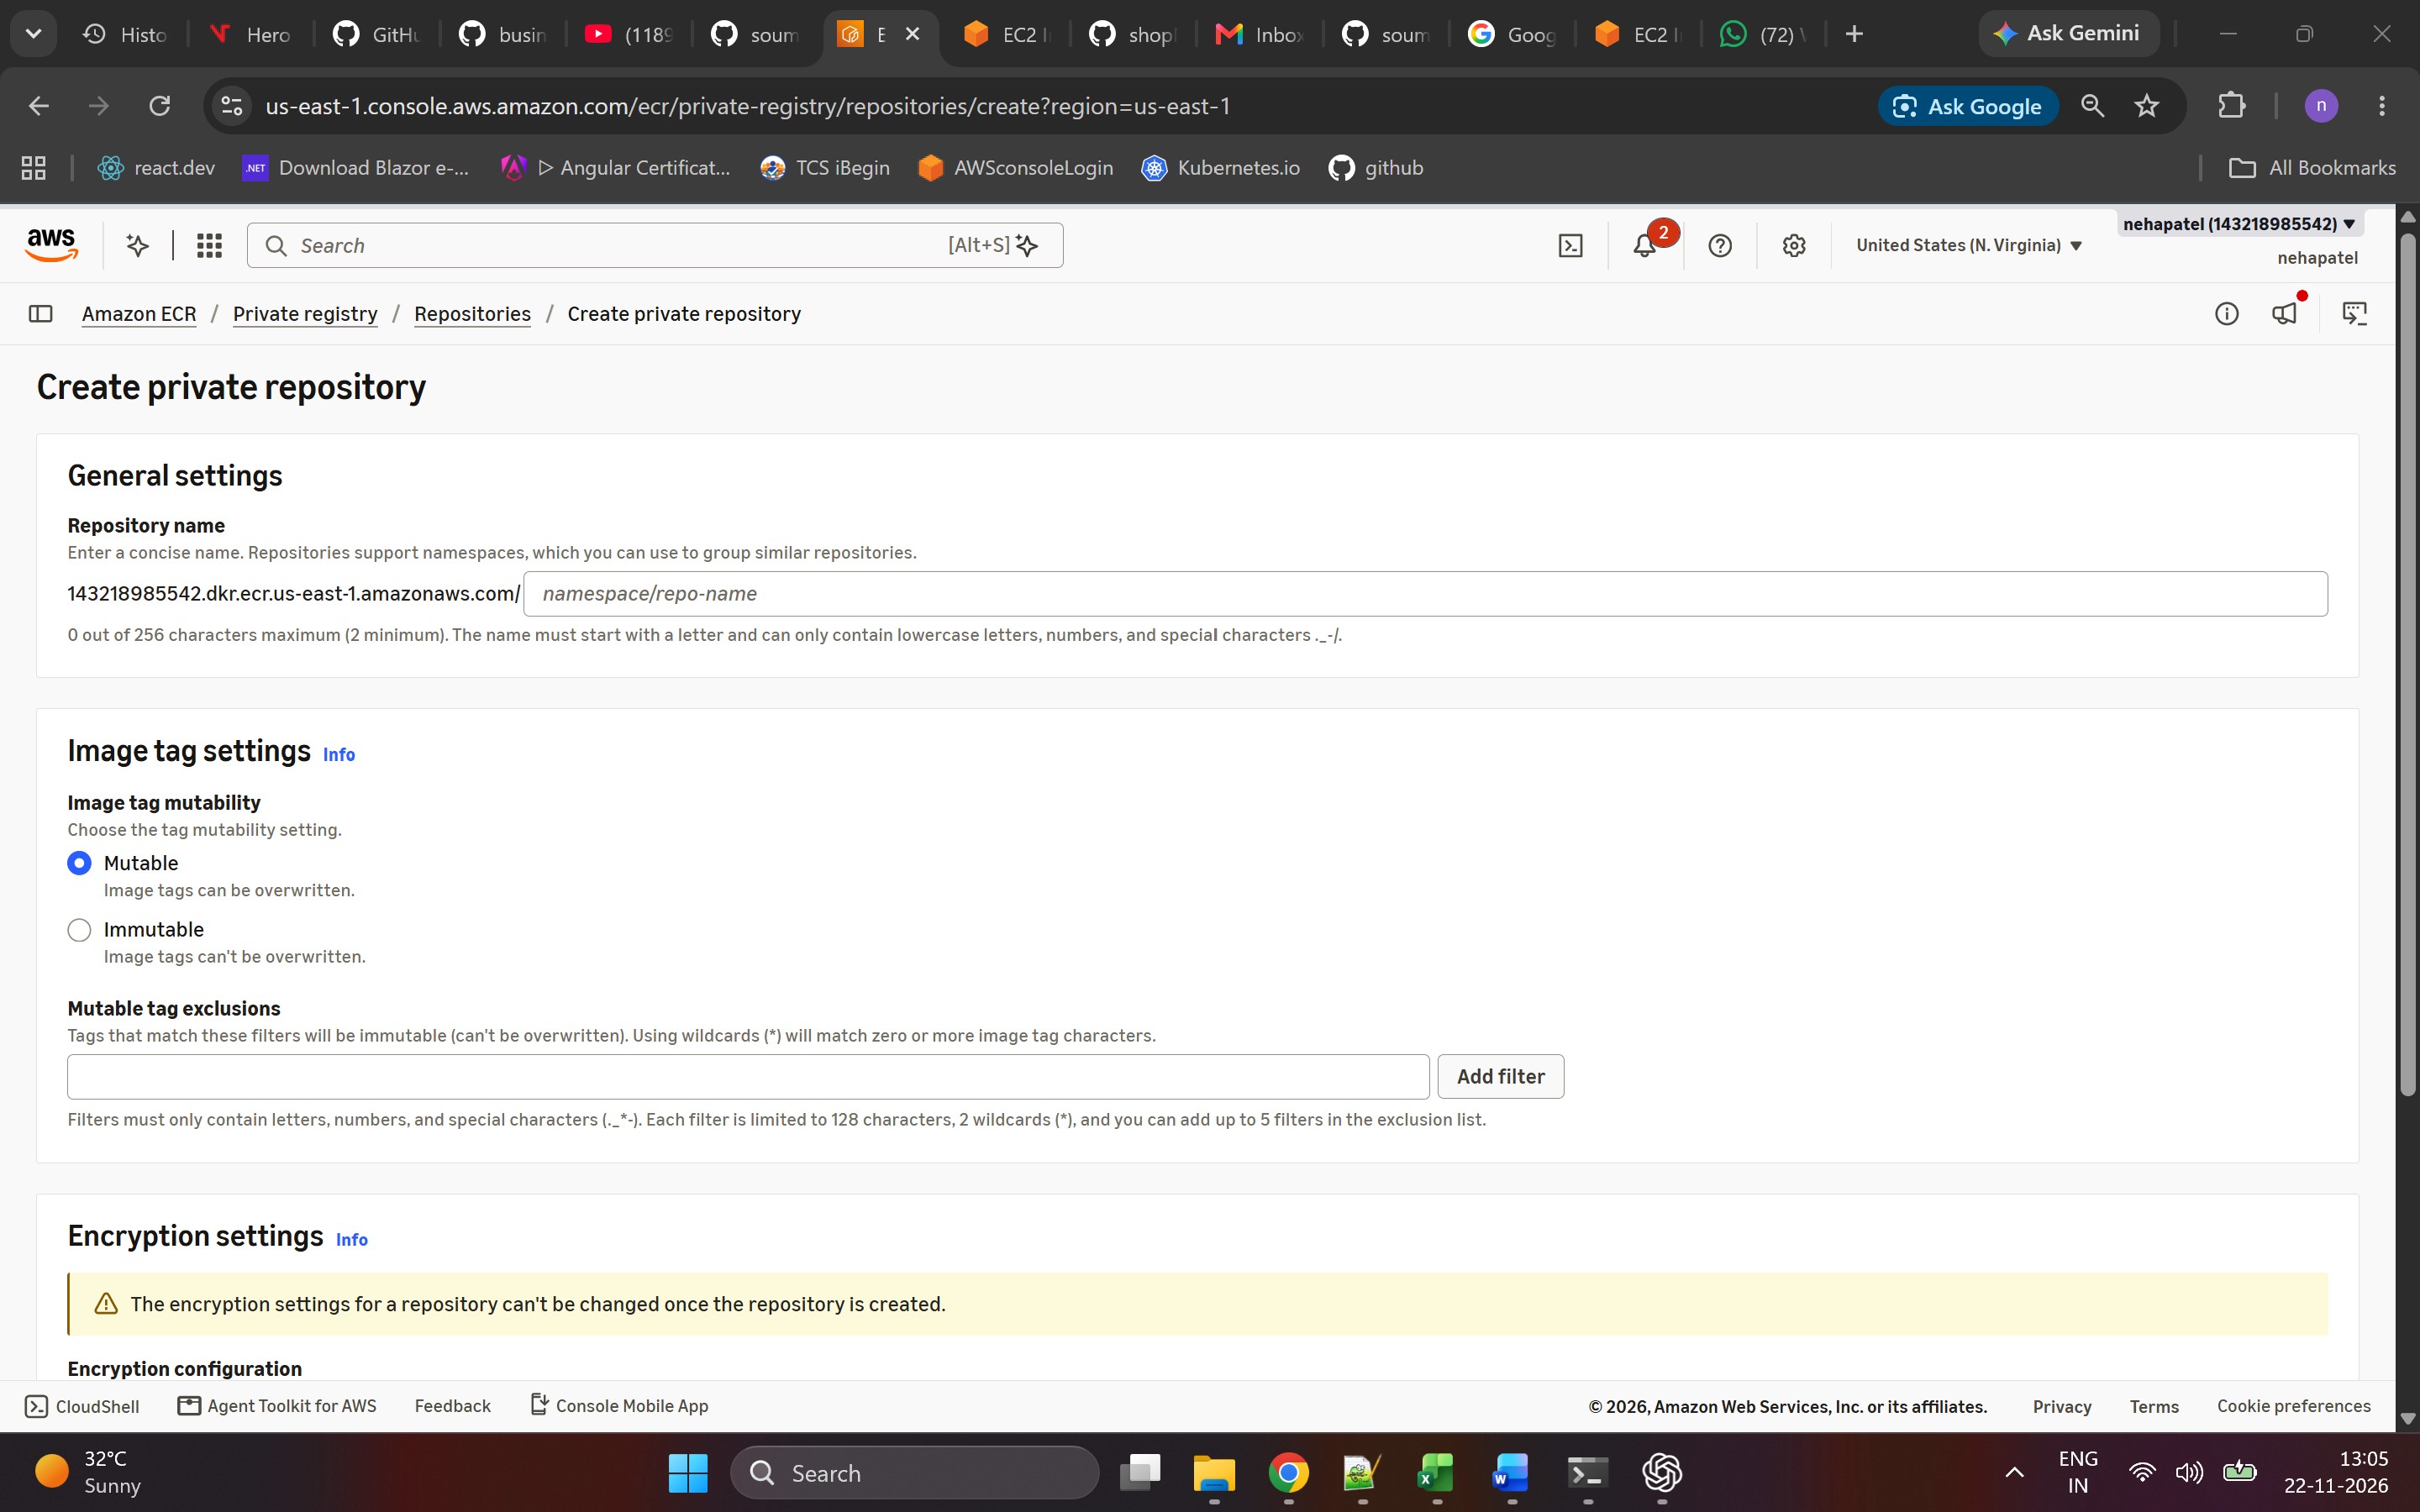 Histo
Hero
GitHu
busin
(1189
soum
E
EC2 I
shop
Inbox
soum
Goog
EC2 I
(72)
Ask Gemini
us-east-1.console.aws.amazon.com/ecr/private-registry/repositories/create?region=us-east-1
Ask Google
n
react.dev
.NET
Download Blazor e-...
▷ Angular Certificat...
TCS iBegin
AWSconsoleLogin
Kubernetes.io
github
All Bookmarks
aws
Search
[Alt+S]
2
United States (N. Virginia)
nehapatel (143218985542)
nehapatel
Amazon ECR / Private registry / Repositories / Create private repository
Create private repository
General settings
Repository name
Enter a concise name. Repositories support namespaces, which you can use to group similar repositories.
143218985542.dkr.ecr.us-east-1.amazonaws.com/
namespace/repo-name
0 out of 256 characters maximum (2 minimum). The name must start with a letter and can only contain lowercase letters, numbers, and special characters ._-/.
Image tag settings Info
Image tag mutability
Choose the tag mutability setting.
Mutable
Image tags can be overwritten.
Immutable
Image tags can't be overwritten.
Mutable tag exclusions
Tags that match these filters will be immutable (can't be overwritten). Using wildcards (*) will match zero or more image tag characters.
Add filter
Filters must only contain letters, numbers, and special characters (._*-). Each filter is limited to 128 characters, 2 wildcards (*), and you can add up to 5 filters in the exclusion list.
Encryption settings Info
The encryption settings for a repository can't be changed once the repository is created.
Encryption configuration
CloudShell
Agent Toolkit for AWS
Feedback
Console Mobile App
© 2026, Amazon Web Services, Inc. or its affiliates.
Privacy
Terms
Cookie preferences
32°C
Sunny
Search
ENG
IN
13:05
22-11-2026